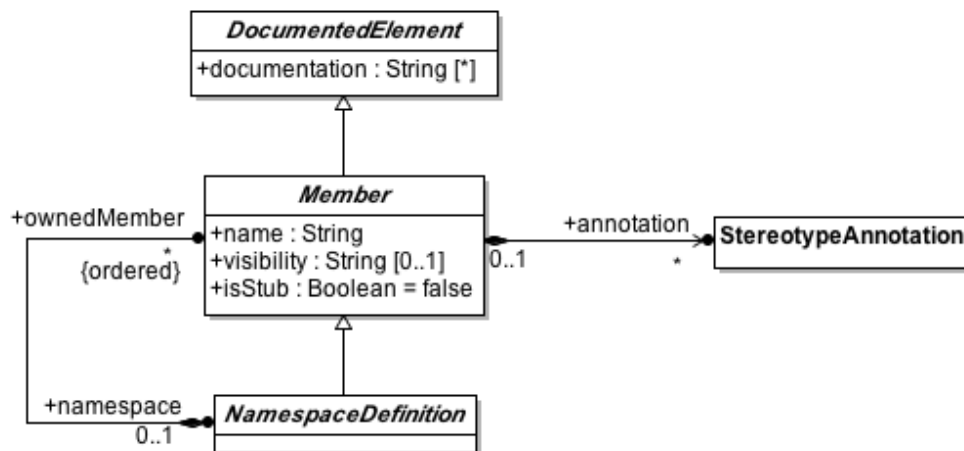 DocumentedElement
+documentation : String [*]
Member
+name : String
+visibility : String [0..1]
+isStub : Boolean = false
+ownedMember
*
{ordered}
+annotation
0..1
*
StereotypeAnnotation
+namespace
0..1
NamespaceDefinition